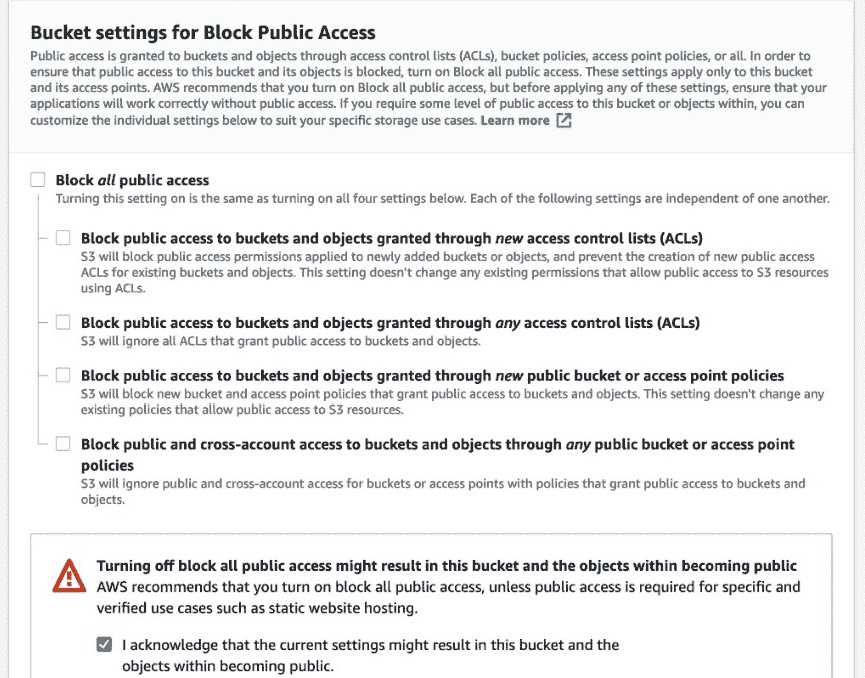 Bucket settings for Block Public Access
Public access is granted to buckets and objects through access control lists (ACLs), bucket policies, access point policies, or all. In order to
ensure that public access to this bucket and its objects is blocked, turn on Block all public access. These settings apply only to this bucket
and its access points. AWS recommends that you turn on Block all public access, but before applying any of these settings, ensure that your
applications will work correctly without public access. If you require some level of public access to this bucket or objects within, you can
customize the individual settings below to suit your specific storage use cases. Learn more
Block all public access
Turning this setting on is the same as turning on all four settings below. Each of the following settings are independent of one another.
Block public access to buckets and objects granted through new access control lists (ACLs)
S3 will block public access permissions applied to newly added buckets or objects, and prevent the creation of new public access
ACLs for existing buckets and objects. This setting doesn't change any existing permissions that allow public access to S3 resources
using ACLs.
Block public access to buckets and objects granted through any access control lists (ACLs)
S3 will ignore all ACLs that grant public access to buckets and objects.
Block public access to buckets and objects granted through new public bucket or access point policies
S3 will block new bucket and access point policies that grant public access to buckets and objects. This setting doesn't change any
existing policies that allow public access to S3 resources.
Block public and cross-account access to buckets and objects through any public bucket or access point
policies
S3 will ignore public and cross-account access for buckets or access points with policies that grant public access to buckets and
objects.
Turning off block all public access might result in this bucket and the objects within becoming public
AWS recommends that you turn on block all public access, unless public access is required for specific and
verified use cases such as static website hosting.
I acknowledge that the current settings might result in this bucket and the
objects within becoming public.